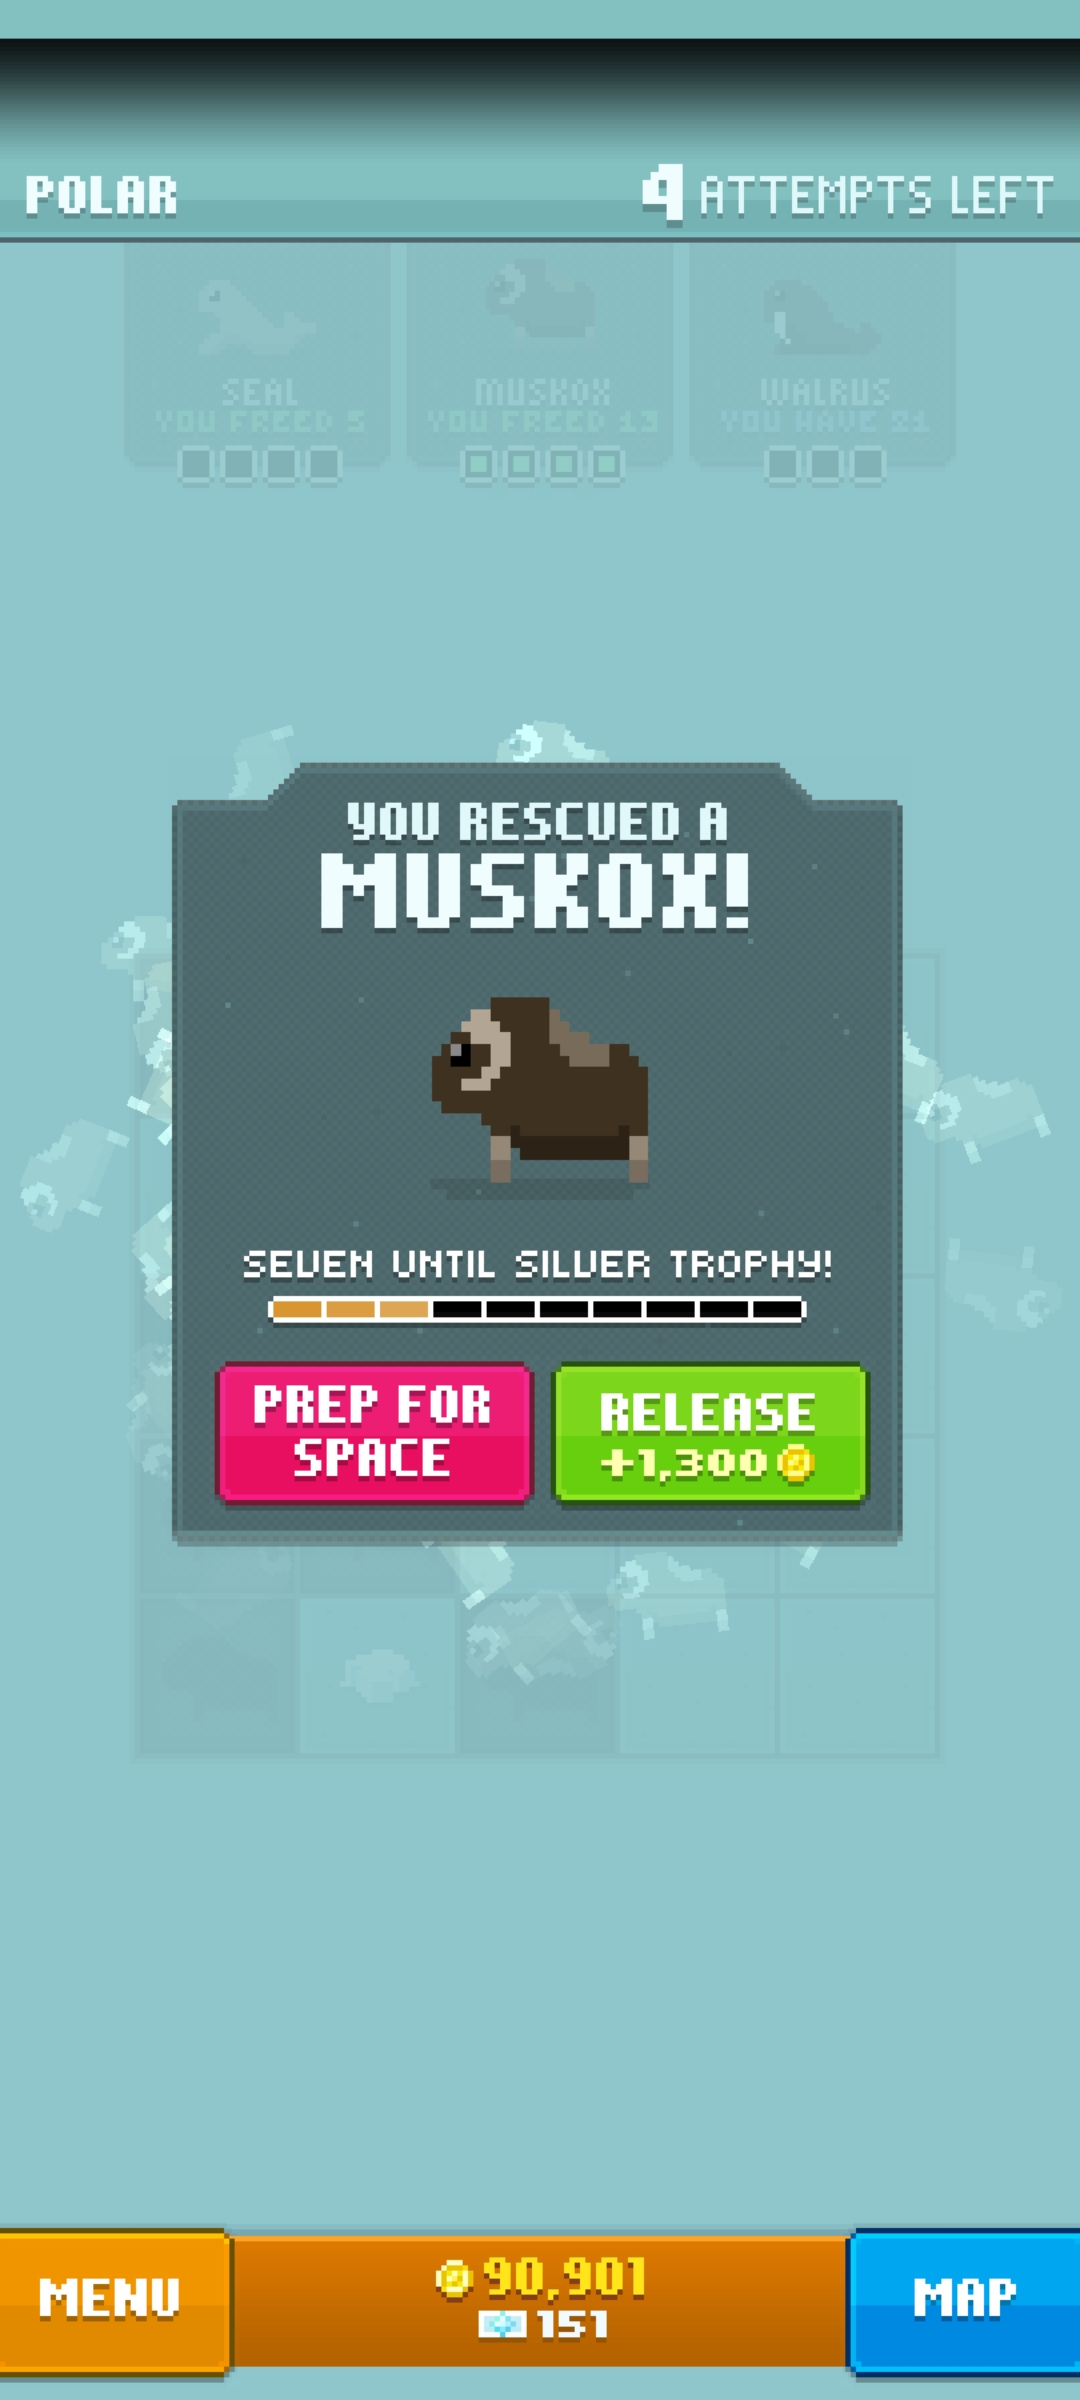 POLAR
4 ATTEMPTS LEFT
SEAL
YOU FREED 5
MUSKOX
YOU FREED 13
WALRUS
YOU HAVE 21
YOU RESCUED A
MUSKOX!
SEVEN UNTIL SILVER TROPHY!
PREP FOR
SPACE
RELEASE
+1,300
MENU
90,901
151
MAP